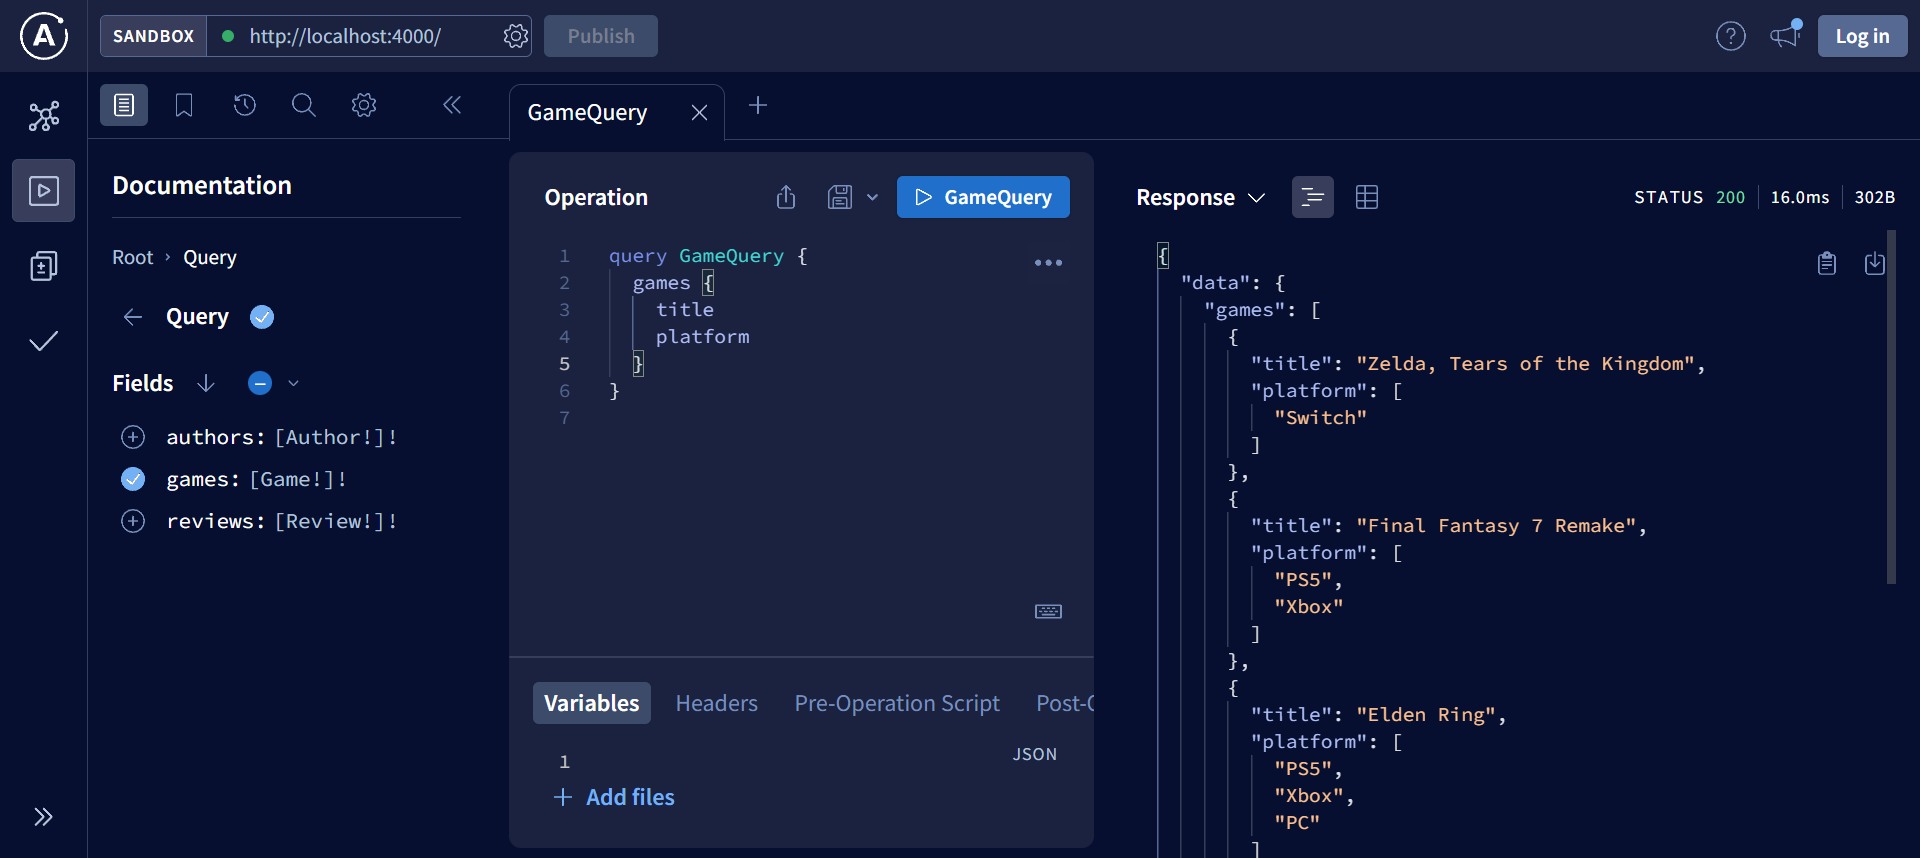 SANDBOX http://localhost:4000/ Publish Log in
GameQuery
Documentation
Root › Query
Query
Fields
authors: [Author!]!
games: [Game!]!
reviews: [Review!]!
Operation GameQuery
1 query GameQuery {
2 games {
3 title
4 platform
5 }
6 }
7
Variables Headers Pre-Operation Script Post-
1 JSON
+ Add files
Response STATUS 200 16.0ms 302B
{
"data": {
"games": [
{
"title": "Zelda, Tears of the Kingdom",
"platform": [
"Switch"
]
},
{
"title": "Final Fantasy 7 Remake",
"platform": [
"PS5",
"Xbox"
]
},
{
"title": "Elden Ring",
"platform": [
"PS5",
"Xbox",
"PC"
]